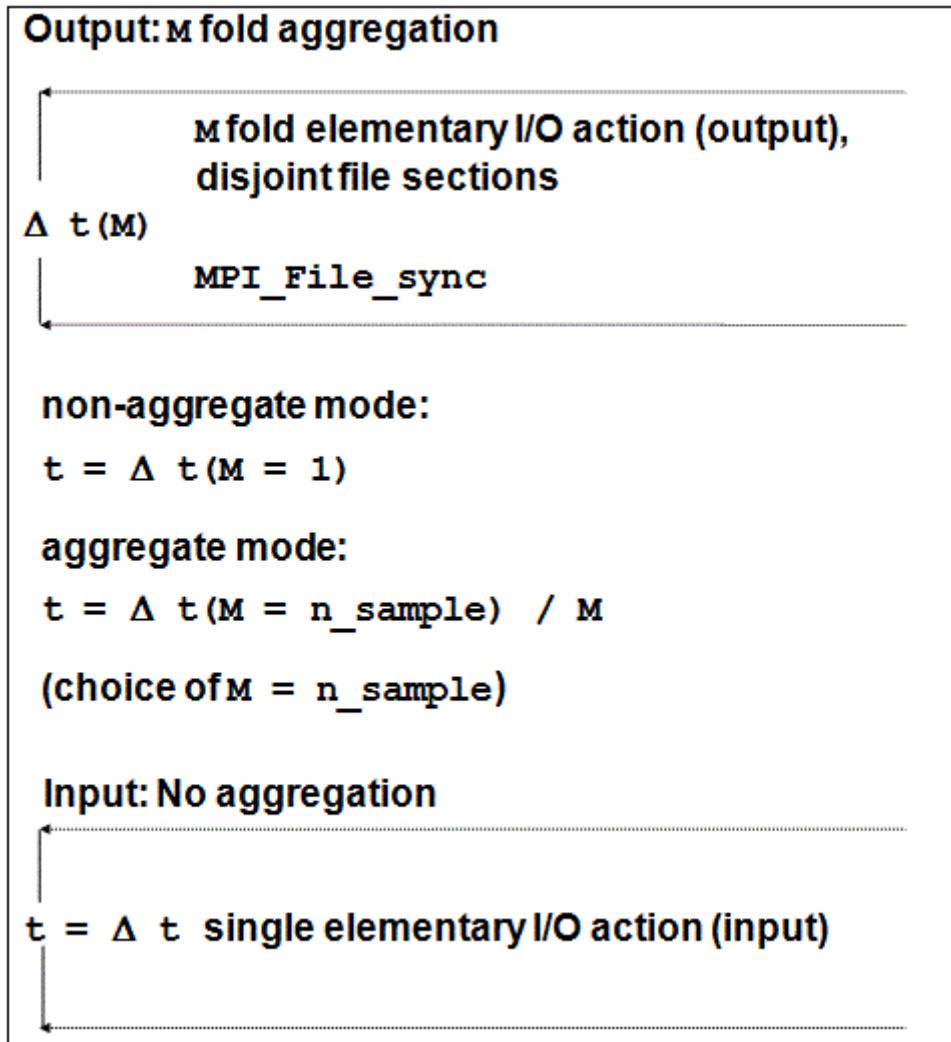 Output: M fold aggregation
M fold elementary I/O action (output),
disjoint file sections
Δ t(M)
MPI_File_sync
non-aggregate mode:
t = Δ t(M = 1)
aggregate mode:
t = Δ t(M = n_sample) / M
(choice of M = n_sample)
Input: No aggregation
t = Δ t single elementary I/O action (input)